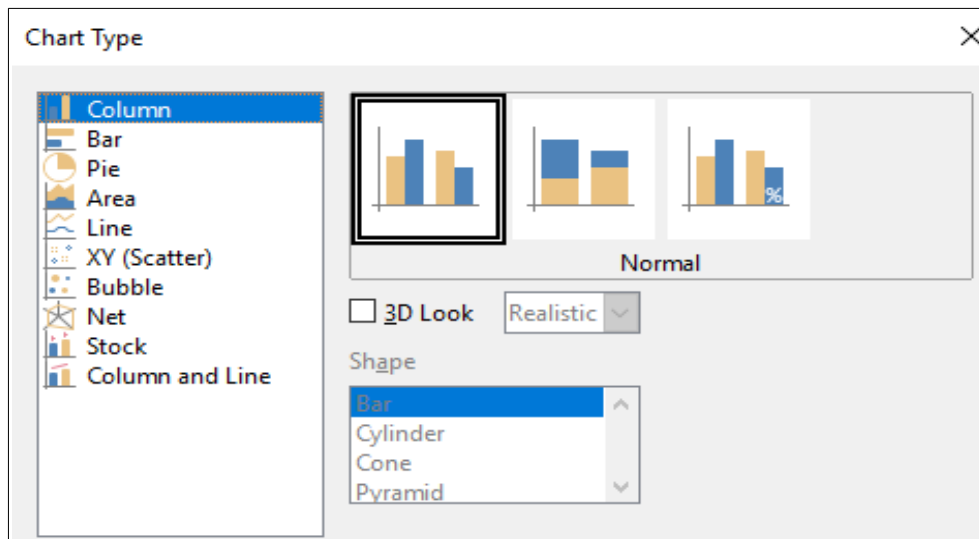 Chart Type
Column
Bar
Pie
Area
Line
XY (Scatter)
Bubble
Net
Stock
Column and Line
%
Normal
3D Look
Realistic
Shape
Bar
Cylinder
Cone
Pyramid